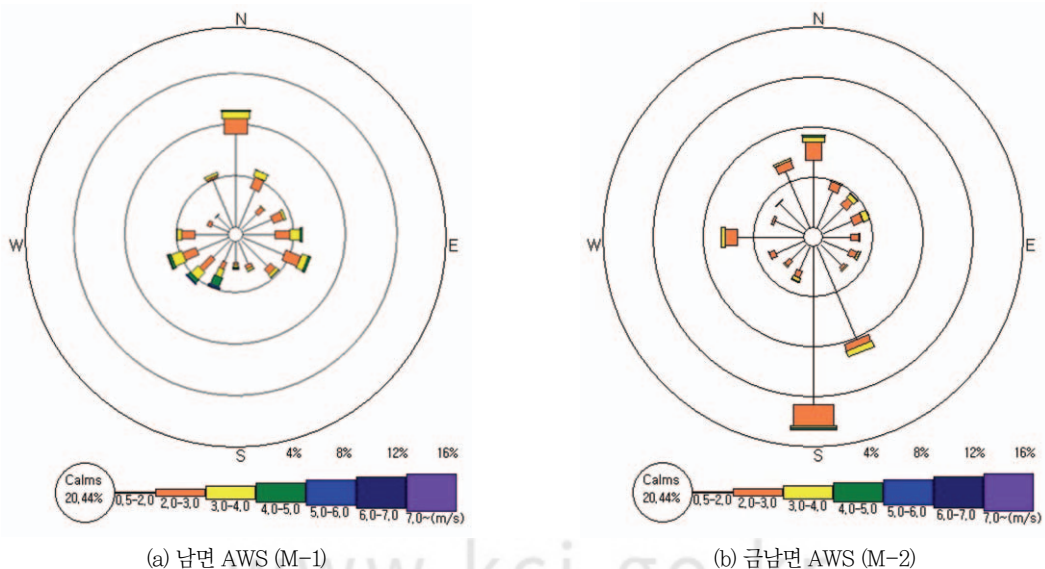 N
W
E
S
4%
8%
12%
16%
Calms
20,44%
0,5-2,0
2,0-3,0
3,0-4,0
4,0-5,0
5,0-6,0
6,0-7,0
7,0~(m/s)
(a) 남면 AWS (M-1)
N
W
E
S
4%
8%
12%
16%
Calms
20,44%
0,5-2,0
2,0-3,0
3,0-4,0
4,0-5,0
5,0-6,0
6,0-7,0
7,0~(m/s)
(b) 금남면 AWS (M-2)